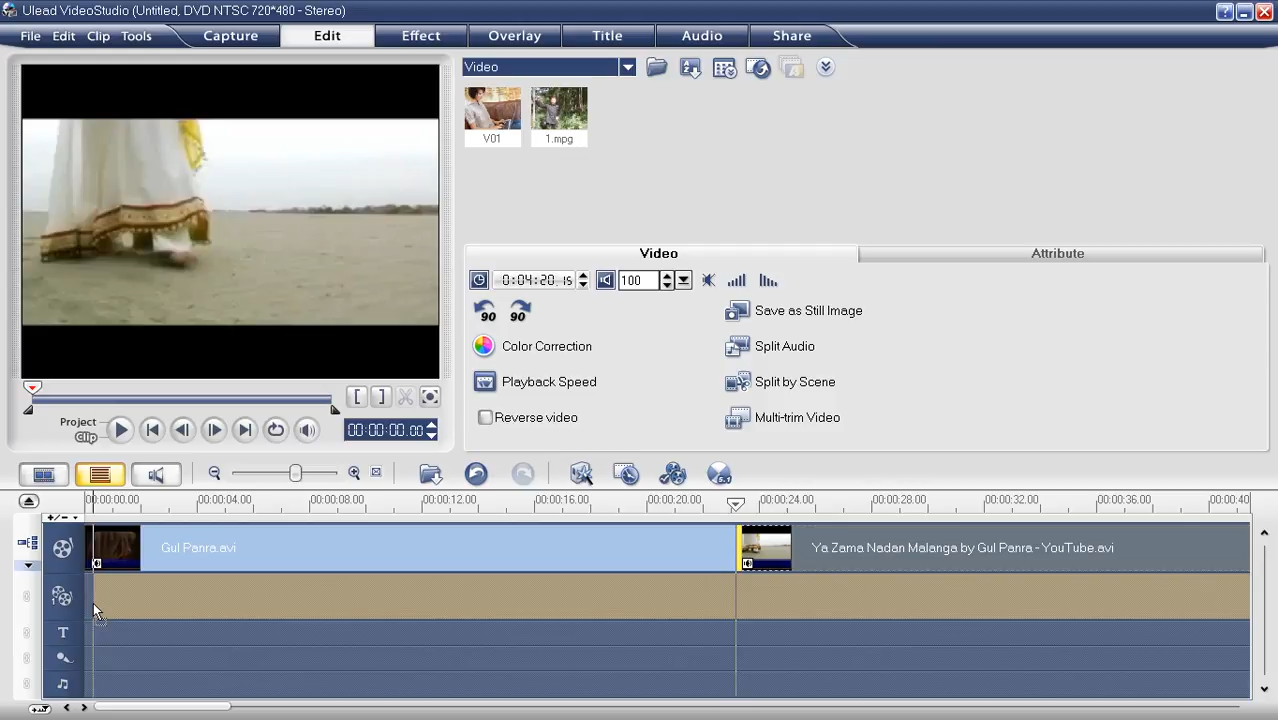 Ulead VideoStudio (Untitled, DVD NTSC 720*480 - Stereo)
File Edit Clip Tools Capture Edit Effect Overlay Title Audio Share
Video
V01 1.mpg
Video Attribute
0:04:20.15 100
90 90 Save as Still Image
Color Correction Split Audio
Playback Speed Split by Scene
Reverse video Multi-trim Video
Project
Clip
00:00:00.00
5.1
00:00:00.00 00:00:04.00 00:00:08.00 00:00:12.00 00:00:16.00 00:00:20.00 00:00:24.00 00:00:28.00 00:00:32.00 00:00:36.00 00:00:40
Gul Panra.avi Ya Zama Nadan Malanga by Gul Panra - YouTube.avi
1
T